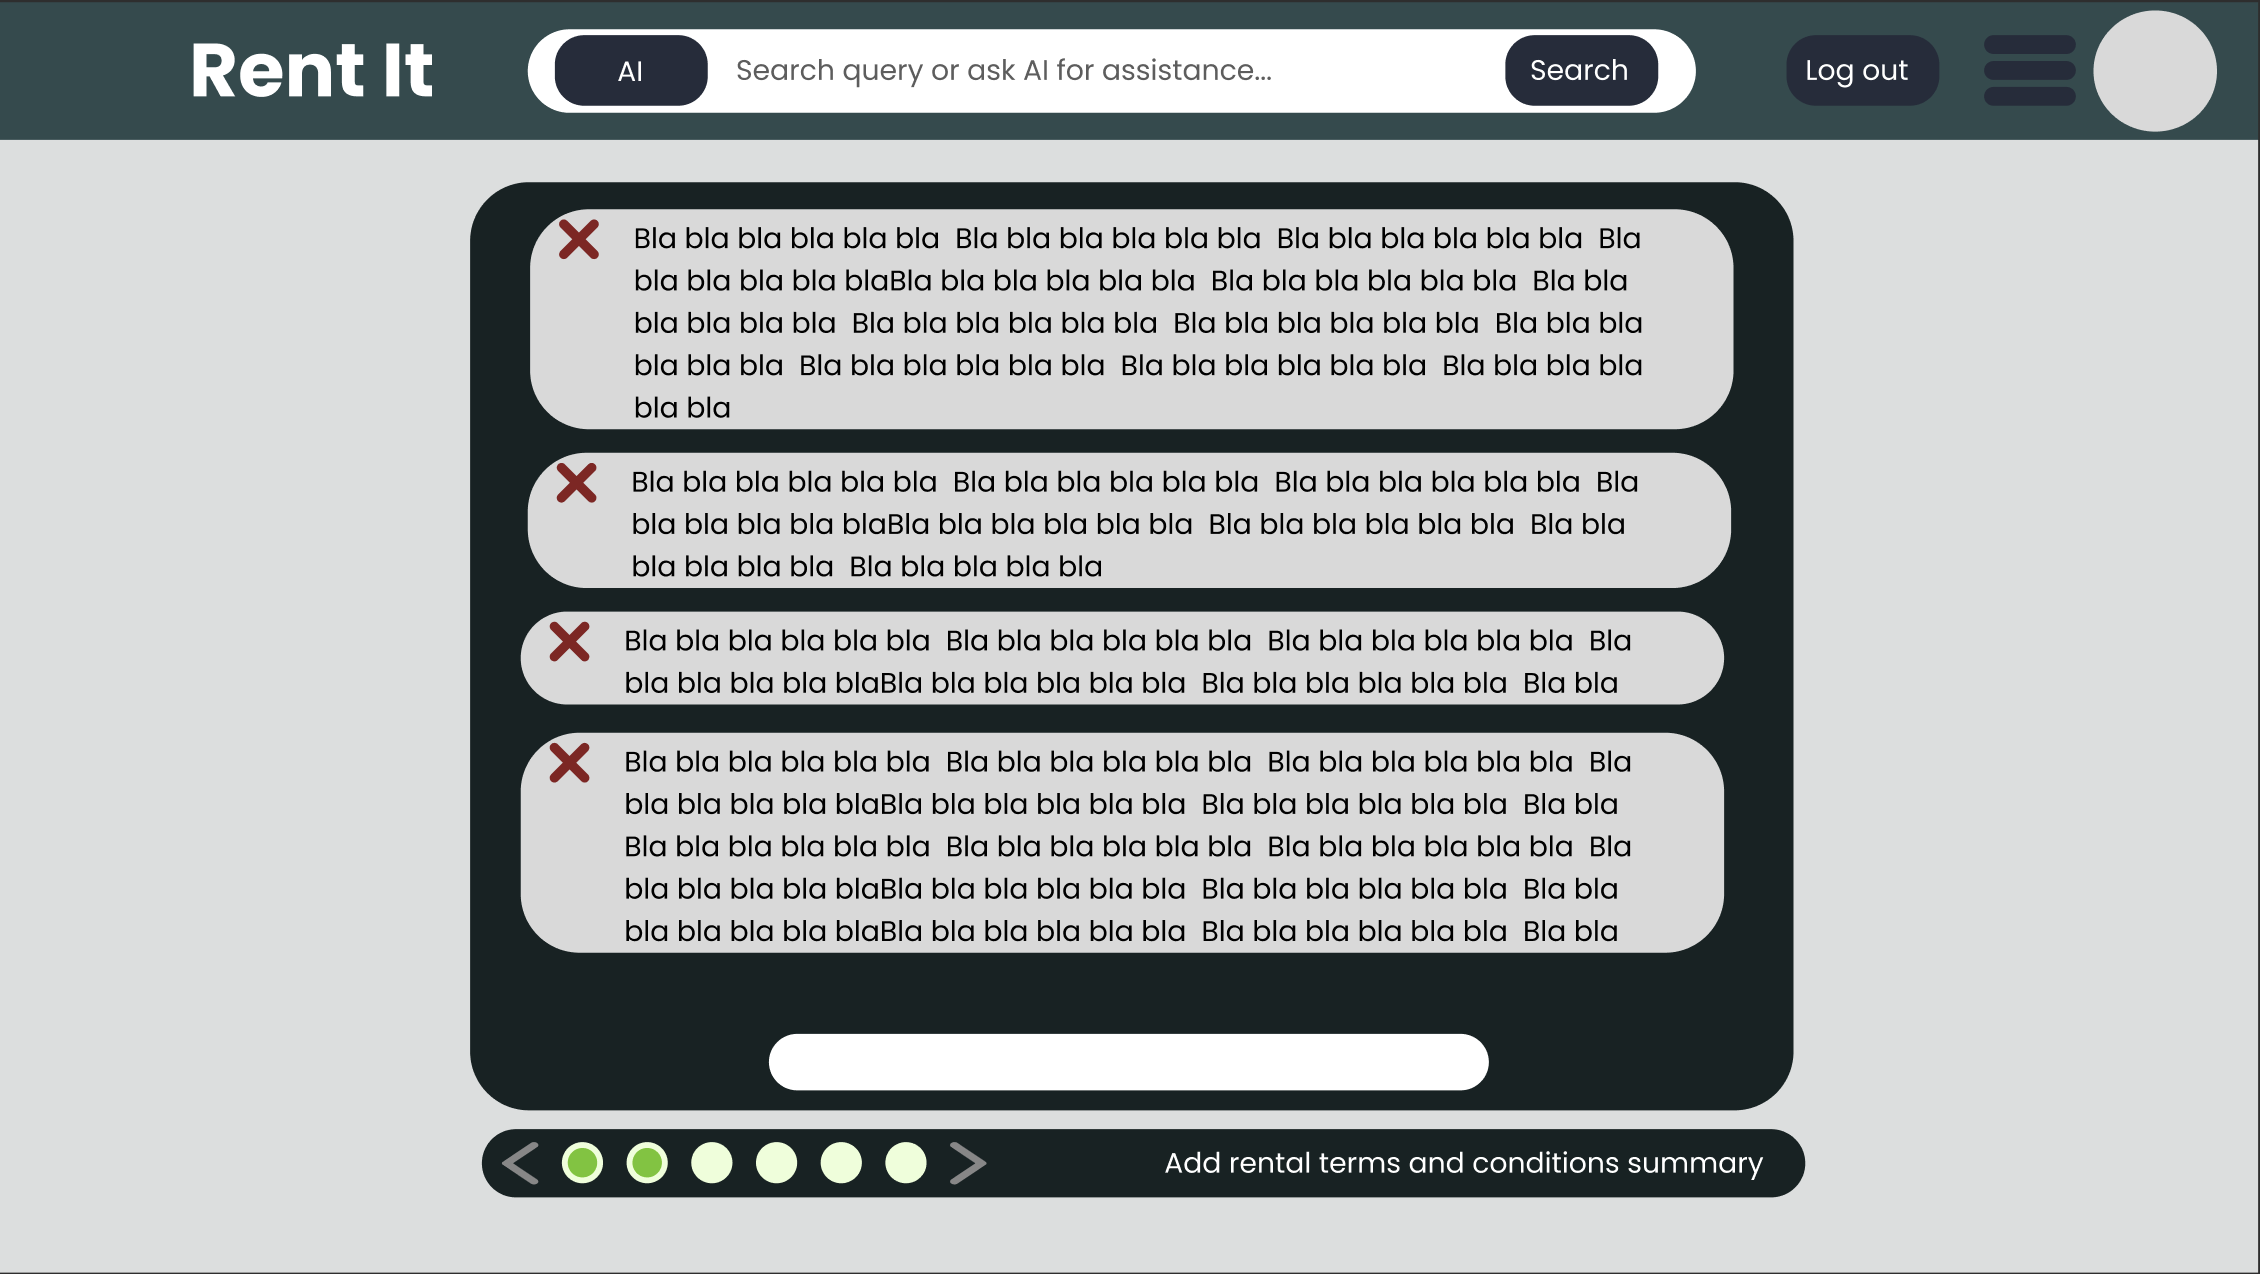 Rent It
AI
Search query or ask AI for assistance...
Search
Log out
Bla bla bla bla bla bla  Bla bla bla bla bla bla  Bla bla bla bla bla bla  Bla
bla bla bla bla blaBla bla bla bla bla bla  Bla bla bla bla bla bla  Bla bla
bla bla bla bla  Bla bla bla bla bla bla  Bla bla bla bla bla bla  Bla bla bla
bla bla bla  Bla bla bla bla bla bla  Bla bla bla bla bla bla  Bla bla bla bla
bla bla
Bla bla bla bla bla bla  Bla bla bla bla bla bla  Bla bla bla bla bla bla  Bla
bla bla bla bla blaBla bla bla bla bla bla  Bla bla bla bla bla bla  Bla bla
bla bla bla bla  Bla bla bla bla bla
Bla bla bla bla bla bla  Bla bla bla bla bla bla  Bla bla bla bla bla bla  Bla
bla bla bla bla blaBla bla bla bla bla bla  Bla bla bla bla bla bla  Bla bla
Bla bla bla bla bla bla  Bla bla bla bla bla bla  Bla bla bla bla bla bla  Bla
bla bla bla bla blaBla bla bla bla bla bla  Bla bla bla bla bla bla  Bla bla
Bla bla bla bla bla bla  Bla bla bla bla bla bla  Bla bla bla bla bla bla  Bla
bla bla bla bla blaBla bla bla bla bla bla  Bla bla bla bla bla bla  Bla bla
bla bla bla bla blaBla bla bla bla bla bla  Bla bla bla bla bla bla  Bla bla
Add rental terms and conditions summary